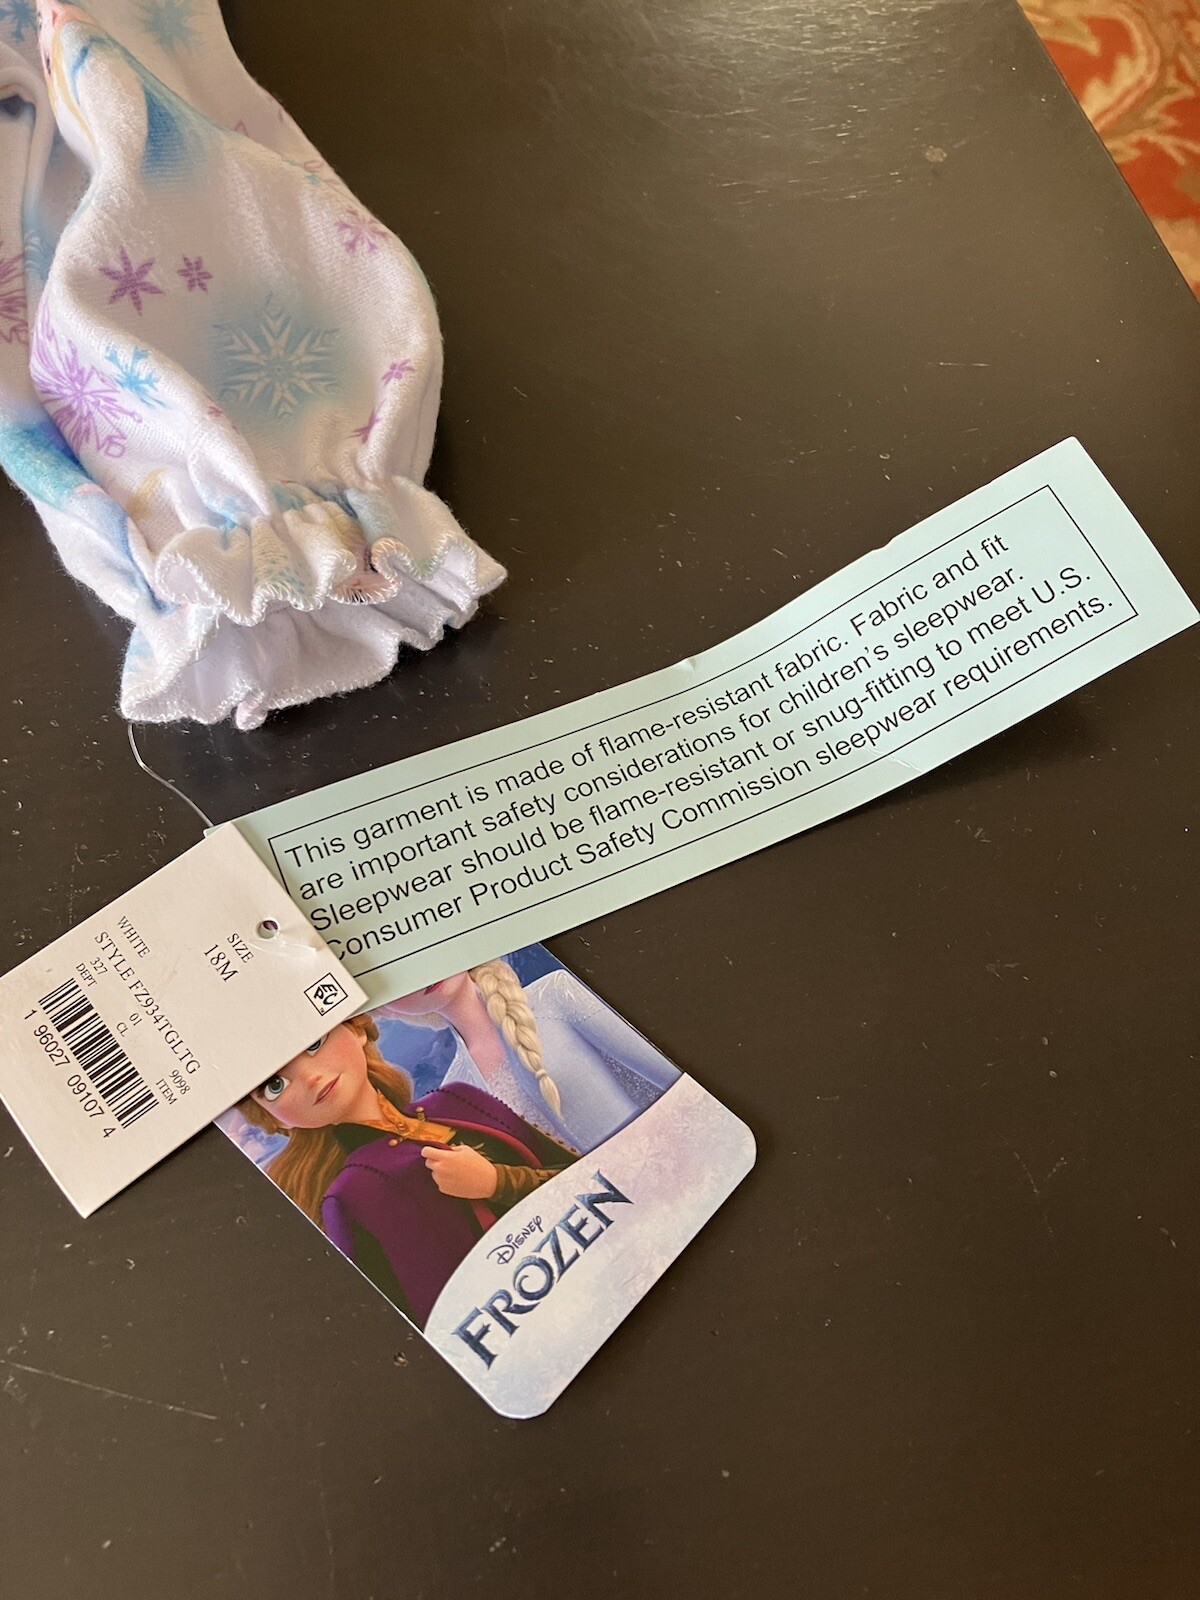 This garment is made of flame-resistant fabric. Fabric and fit
are important safety considerations for children's sleepwear.
Sleepwear should be flame-resistant or snug-fitting to meet U.S.
Consumer Product Safety Commission sleepwear requirements.
SIZE
18M
WHITE
STYLE FZ934TGLTG
327 01 9098
DEPT CL ITEM
1 96027 09107 4
DISNEY
FROZEN